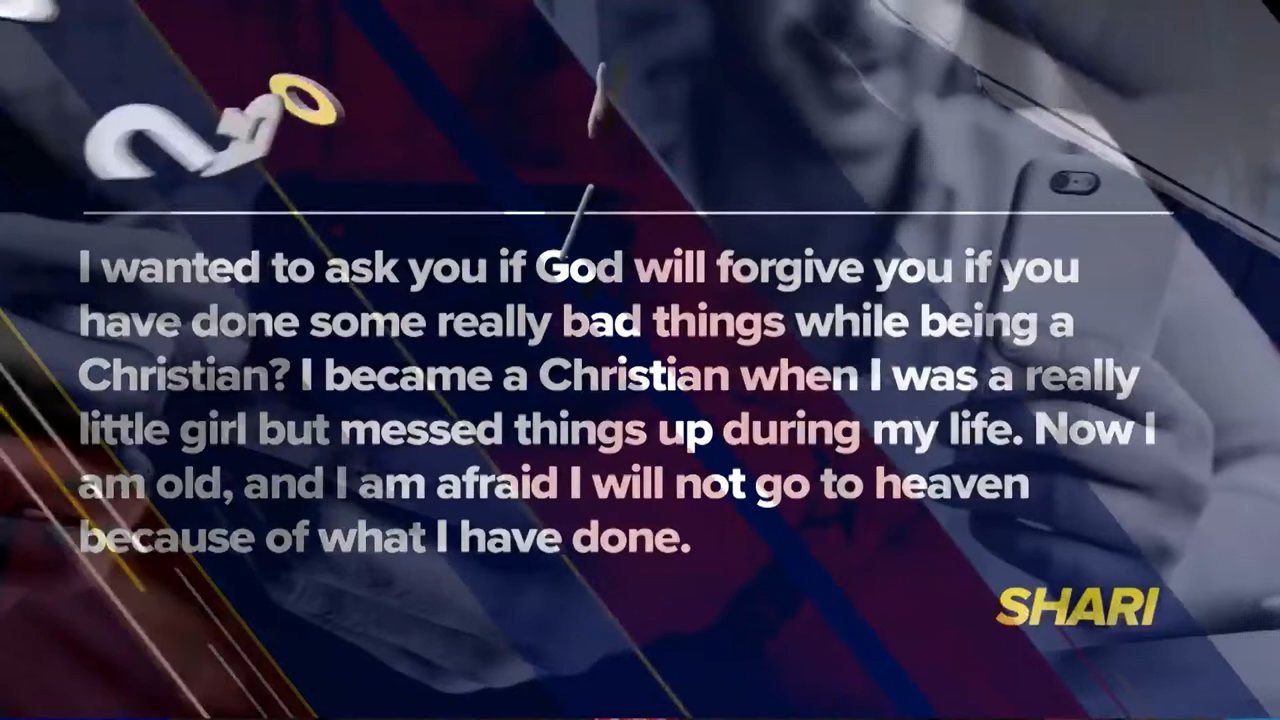 I wanted to ask you if God will forgive you if you
have done some really bad things while being a
Christian? I became a Christian when I was a really
little girl but messed things up during my life. Now I
am old, and I am afraid I will not go to heaven
because of what I have done.
SHARI